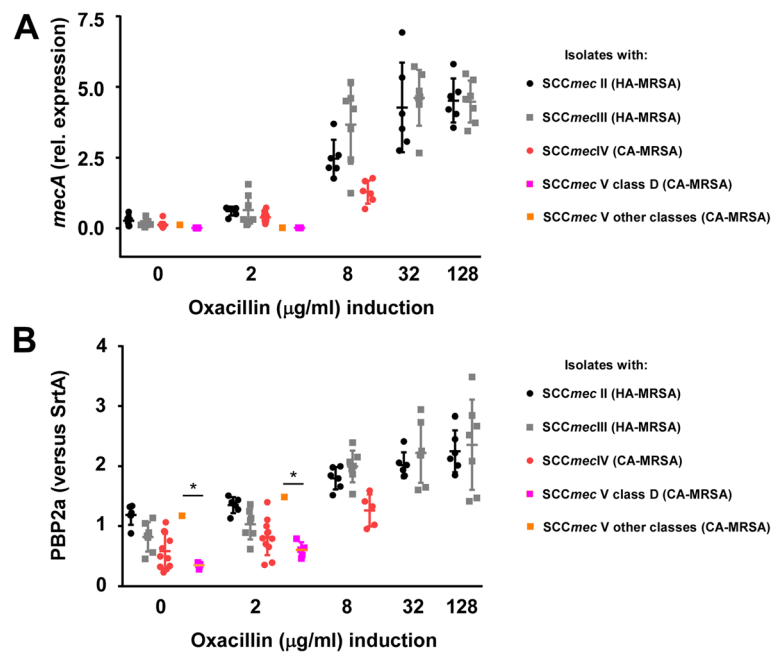 A
7.5
5.0
2.5
0.0
mecA (rel. expression)
0 2 8 32 128
Oxacillin (μg/ml) induction
Isolates with:
SCCmec II (HA-MRSA)
SCCmecIII (HA-MRSA)
SCCmecIV (CA-MRSA)
SCCmec V class D (CA-MRSA)
SCCmec V other classes (CA-MRSA)
B
4
3
2
1
0
PBP2a (versus SrtA)
*
*
0 2 8 32 128
Oxacillin (μg/ml) induction
Isolates with:
SCCmec II (HA-MRSA)
SCCmecIII (HA-MRSA)
SCCmecIV (CA-MRSA)
SCCmec V class D (CA-MRSA)
SCCmec V other classes (CA-MRSA)